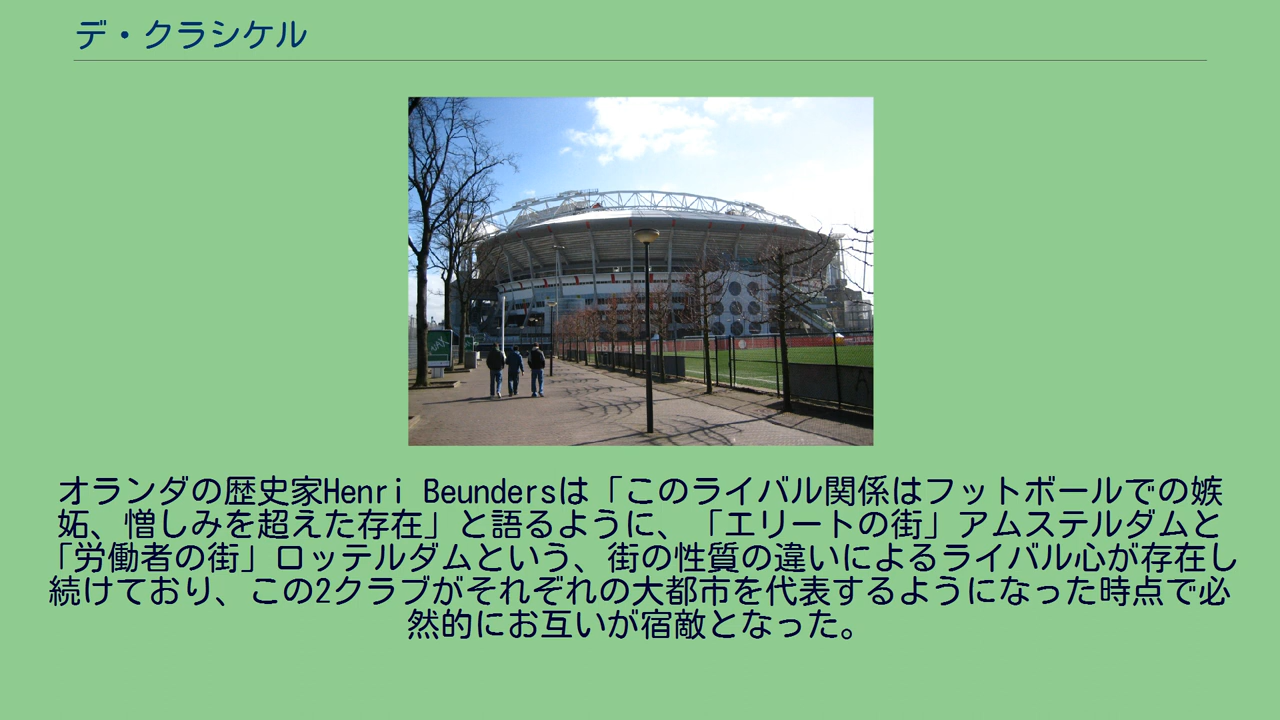 デ・クラシケル
オランダの歴史家Henri Beundersは「このライバル関係はフットボールでの嫉
妬、憎しみを超えた存在」と語るように、「エリートの街」アムステルダムと
「労働者の街」ロッテルダムという、街の性質の違いによるライバル心が存在し
続けており、この2クラブがそれぞれの大都市を代表するようになった時点で必
然的にお互いが宿敵となった。